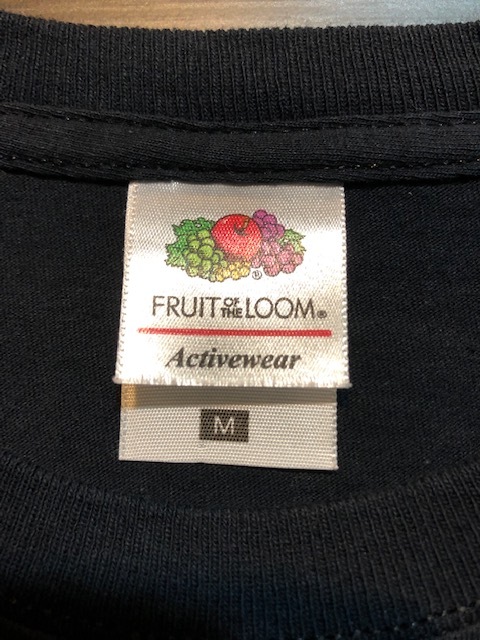 ®
FRUIT OF THE LOOM®
Activewear
M